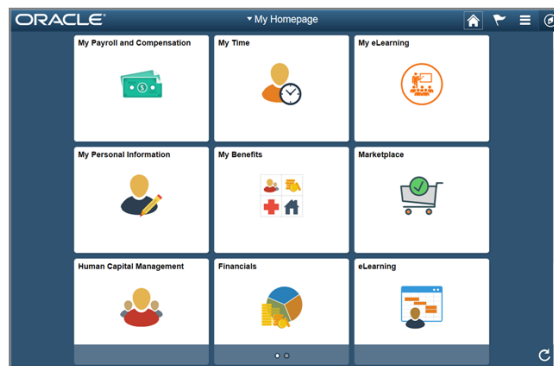 ORACLE
My Homepage
My Payroll and Compensation
My Time
My eLearning
My Personal Information
My Benefits
Marketplace
Human Capital Management
Financials
eLearning